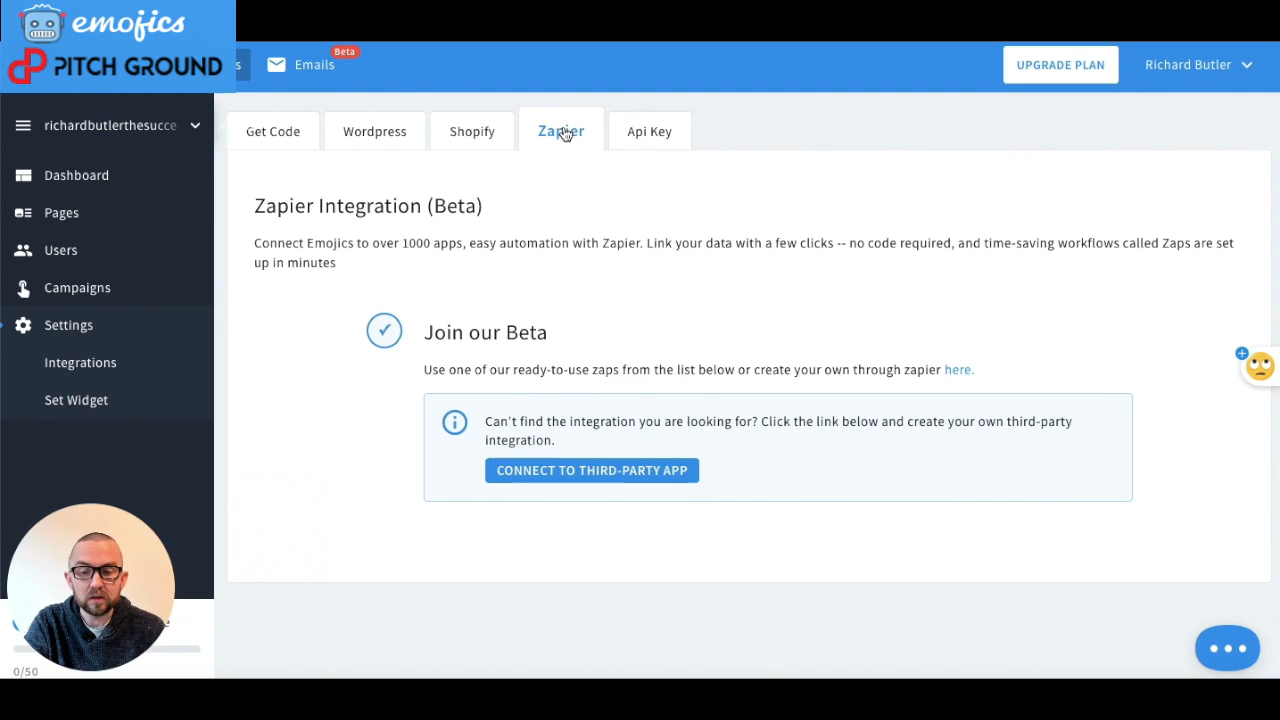 emojics
PITCH GROUND
s
Emails
Beta
UPGRADE PLAN
Richard Butler
richardbutlerthesucce
Dashboard
Pages
Users
Campaigns
Settings
Integrations
Set Widget
0/50
Get Code
Wordpress
Shopify
Zapier
Api Key
Zapier Integration (Beta)
Connect Emojics to over 1000 apps, easy automation with Zapier. Link your data with a few clicks -- no code required, and time-saving workflows called Zaps are set
up in minutes
Join our Beta
Use one of our ready-to-use zaps from the list below or create your own through zapier here.
Can't find the integration you are looking for? Click the link below and create your own third-party
integration.
CONNECT TO THIRD-PARTY APP